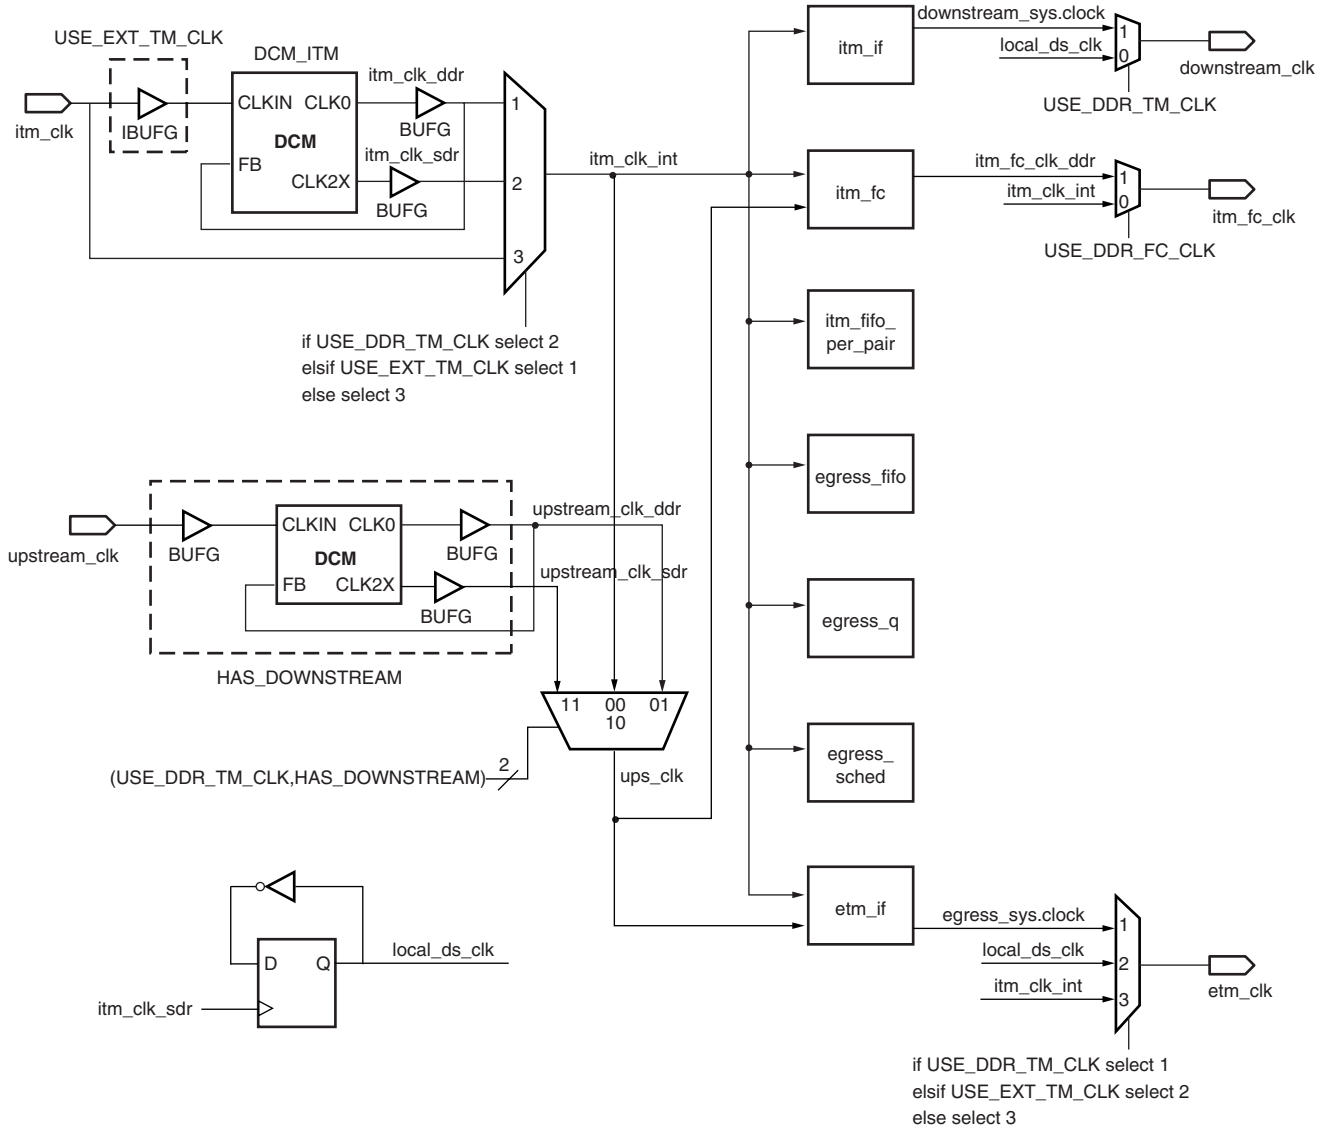 USE_EXT_TM_CLK
DCM_ITM
itm_clk
IBUFG
CLKIN CLK0
DCM
FB
CLK2X
itm_clk_ddr
BUFG
itm_clk_sdr
BUFG
1
2
3
if USE_DDR_TM_CLK select 2
elsif USE_EXT_TM_CLK select 1
else select 3
itm_clk_int
itm_if
downstream_sys.clock
local_ds_clk
1
0
downstream_clk
USE_DDR_TM_CLK
itm_fc
itm_fc_clk_ddr
itm_clk_int
1
0
itm_fc_clk
USE_DDR_FC_CLK
itm_fifo_
per_pair
egress_fifo
egress_q
egress_
sched
etm_if
upstream_clk
BUFG
CLKIN CLK0
DCM
FB CLK2X
BUFG
BUFG
HAS_DOWNSTREAM
upstream_clk_ddr
upstream_clk_sdr
11 00 01
10
(USE_DDR_TM_CLK,HAS_DOWNSTREAM)
2
ups_clk
D Q
local_ds_clk
itm_clk_sdr
egress_sys.clock
local_ds_clk
itm_clk_int
1
2
3
etm_clk
if USE_DDR_TM_CLK select 1
elsif USE_EXT_TM_CLK select 2
else select 3